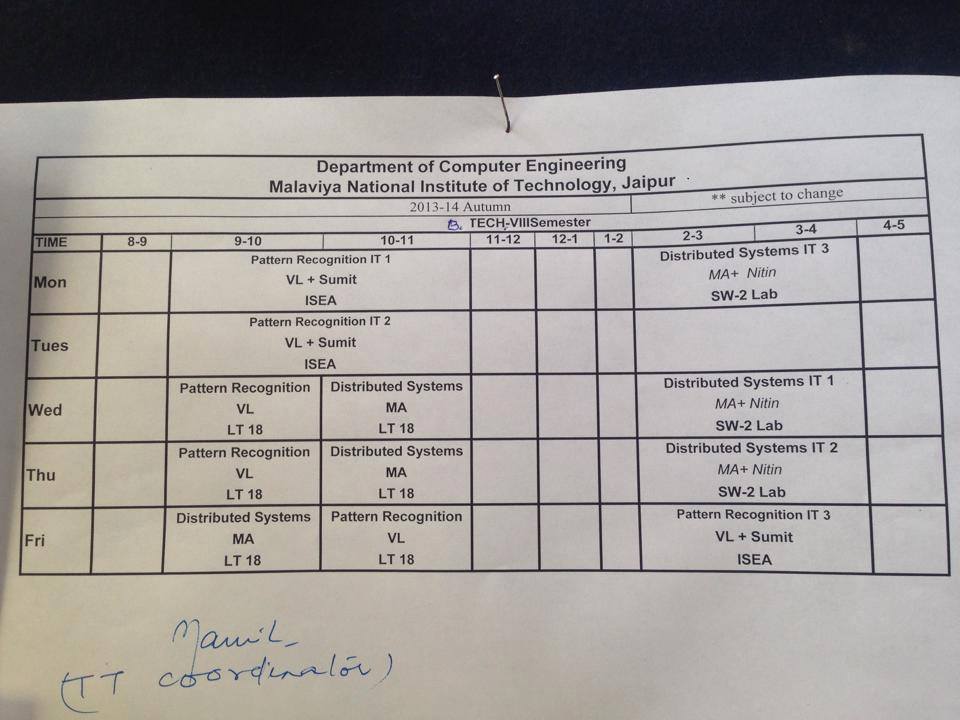 Department of Computer Engineering
Malaviya National Institute of Technology, Jaipur
2013-14 Autumn ** subject to change
B. TECH-VIIISemester
TIME 8-9 9-10 10-11 11-12 12-1 1-2 2-3 3-4 4-5
Mon
Pattern Recognition IT 1
VL + Sumit
ISEA
Distributed Systems IT 3
MA+ Nitin
SW-2 Lab
Tues
Pattern Recognition IT 2
VL + Sumit
ISEA
Wed
Pattern Recognition
VL
LT 18
Distributed Systems
MA
LT 18
Distributed Systems IT 1
MA+ Nitin
SW-2 Lab
Thu
Pattern Recognition
VL
LT 18
Distributed Systems
MA
LT 18
Distributed Systems IT 2
MA+ Nitin
SW-2 Lab
Fri
Distributed Systems
MA
LT 18
Pattern Recognition
VL
LT 18
Pattern Recognition IT 3
VL + Sumit
ISEA
(TT coordinator)